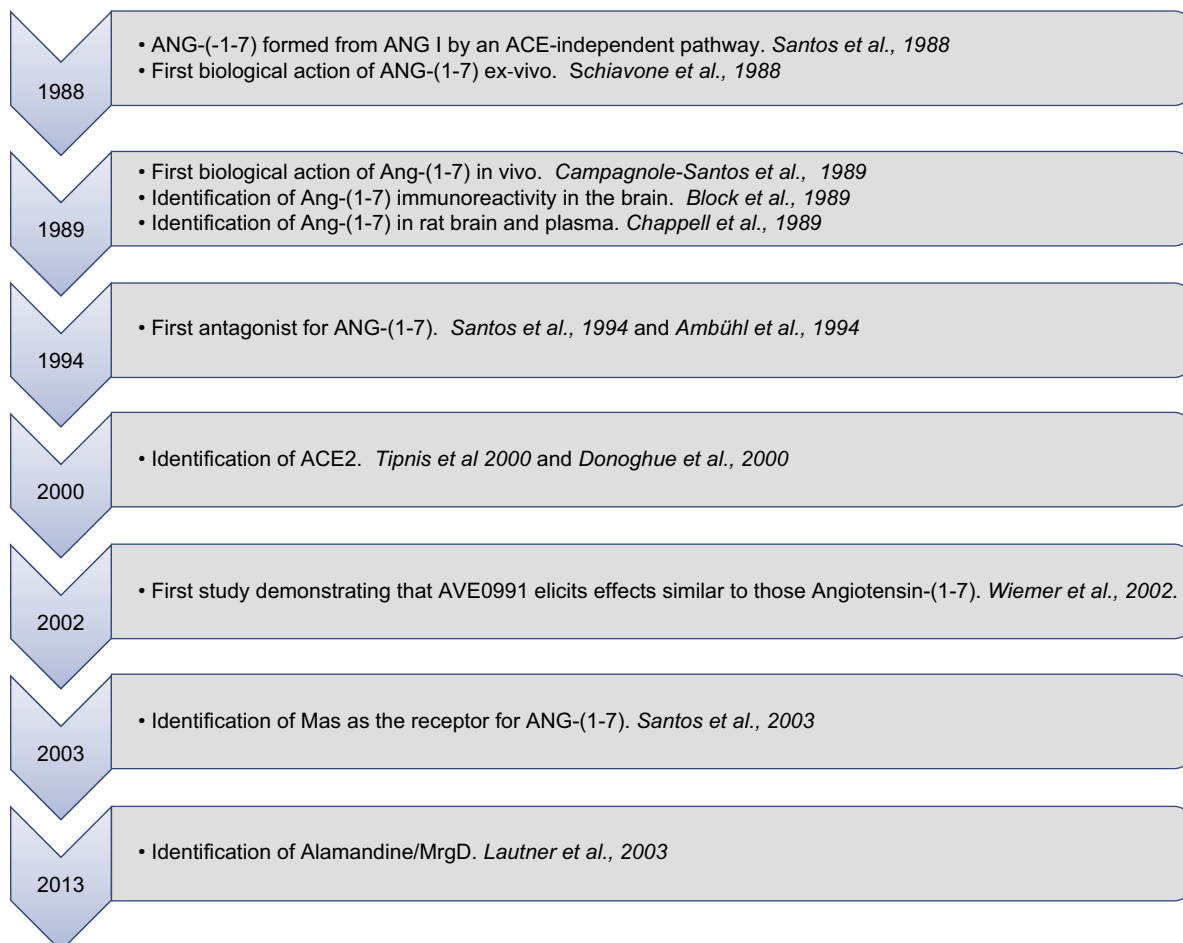 1988
• ANG-(-1-7) formed from ANG I by an ACE-independent pathway. Santos et al., 1988
• First biological action of ANG-(1-7) ex-vivo. Schiavone et al., 1988
1989
• First biological action of Ang-(1-7) in vivo. Campagnole-Santos et al., 1989
• Identification of Ang-(1-7) immunoreactivity in the brain. Block et al., 1989
• Identification of Ang-(1-7) in rat brain and plasma. Chappell et al., 1989
1994
• First antagonist for ANG-(1-7). Santos et al., 1994 and Ambühl et al., 1994
2000
• Identification of ACE2. Tipnis et al 2000 and Donoghue et al., 2000
2002
• First study demonstrating that AVE0991 elicits effects similar to those Angiotensin-(1-7). Wiemer et al., 2002.
2003
• Identification of Mas as the receptor for ANG-(1-7). Santos et al., 2003
2013
• Identification of Alamandine/MrgD. Lautner et al., 2003